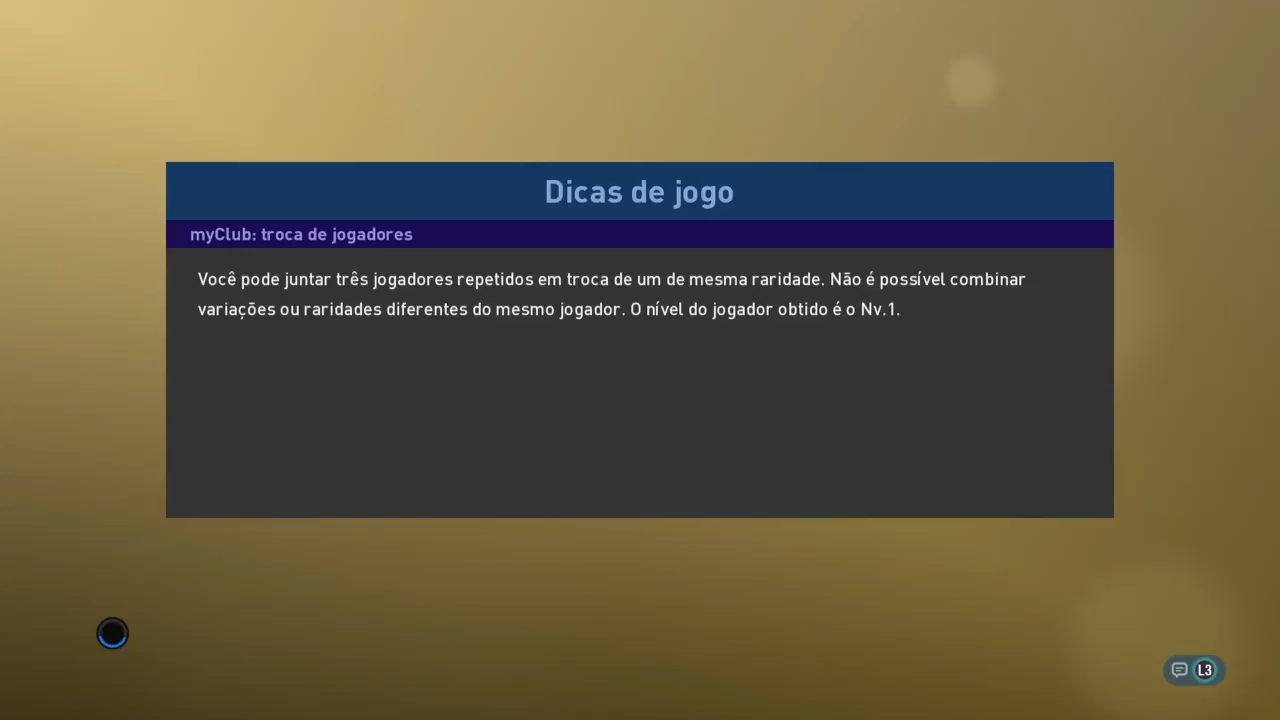 Dicas de jogo
myClub: troca de jogadores
Você pode juntar três jogadores repetidos em troca de um de mesma raridade. Não é possível combinar
variações ou raridades diferentes do mesmo jogador. O nível do jogador obtido é o Nv.1.
L3